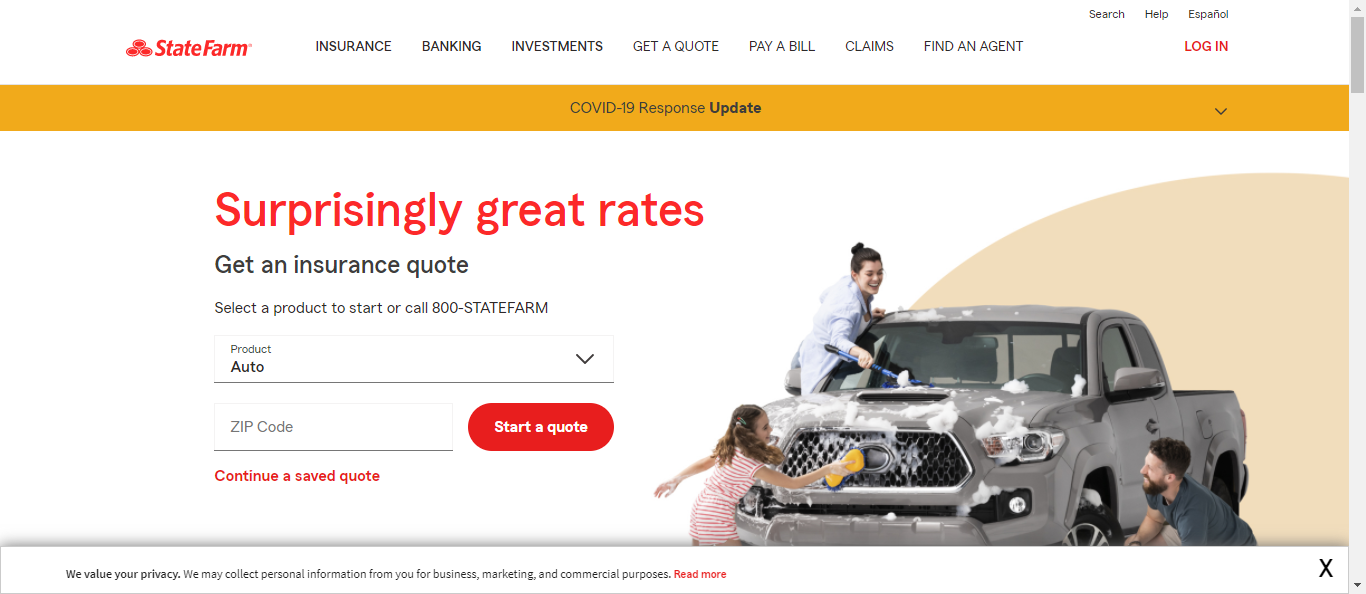 Search Help Español
State Farm®
INSURANCE BANKING INVESTMENTS GET A QUOTE PAY A BILL CLAIMS FIND AN AGENT LOG IN
COVID-19 Response Update
Surprisingly great rates
Get an insurance quote
Select a product to start or call 800-STATEFARM
Product
Auto
ZIP Code Start a quote
Continue a saved quote
We value your privacy. We may collect personal information from you for business, marketing, and commercial purposes. Read more X